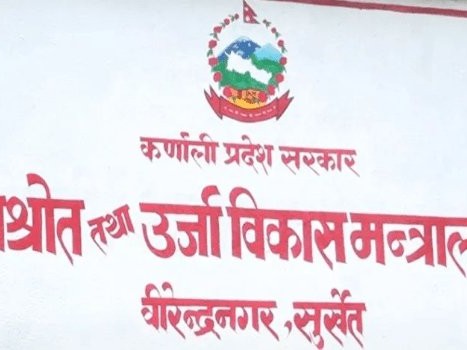 कर्णाली प्रदेश सरकार
श्रोत तथा उर्जा विकास मन्त्राल
वीरेन्द्रनगर ,सुर्खेत